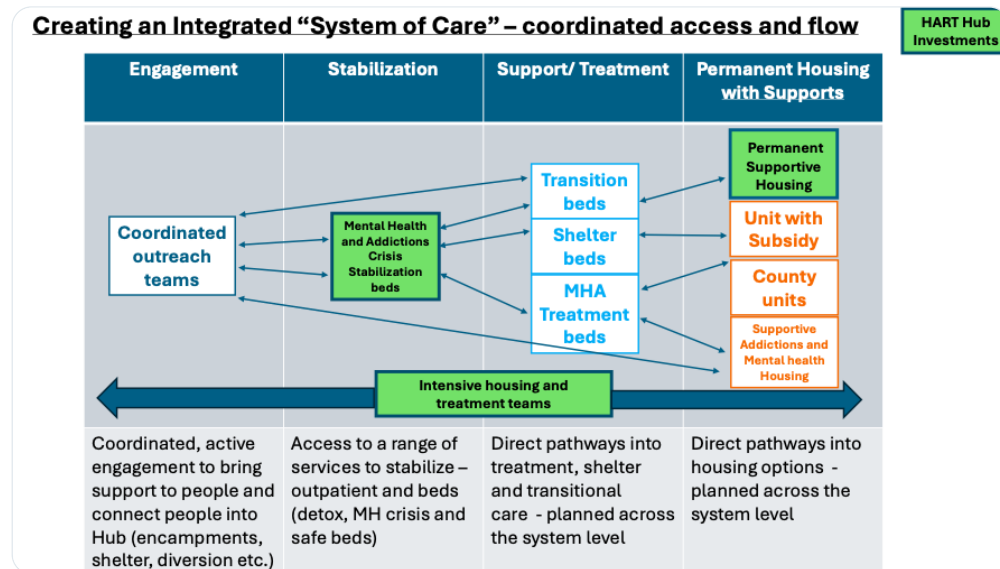 Creating an Integrated “System of Care” – coordinated access and flow
HART Hub
Investments
Engagement
Stabilization
Support/ Treatment
Permanent Housing
with Supports
Coordinated
outreach
teams
Mental Health
and Addictions
Crisis
Stabilization
beds
Transition
beds
Shelter
beds
MHA
Treatment
beds
Permanent
Supportive
Housing
Unit with
Subsidy
County
units
Supportive
Addictions and
Mental health
Housing
Intensive housing and
treatment teams
Coordinated, active
engagement to bring
support to people and
connect people into
Hub (encampments,
shelter, diversion etc.)
Access to a range of
services to stabilize –
outpatient and beds
(detox, MH crisis and
safe beds)
Direct pathways into
treatment, shelter
and transitional
care - planned across
the system level
Direct pathways into
housing options -
planned across the
system level